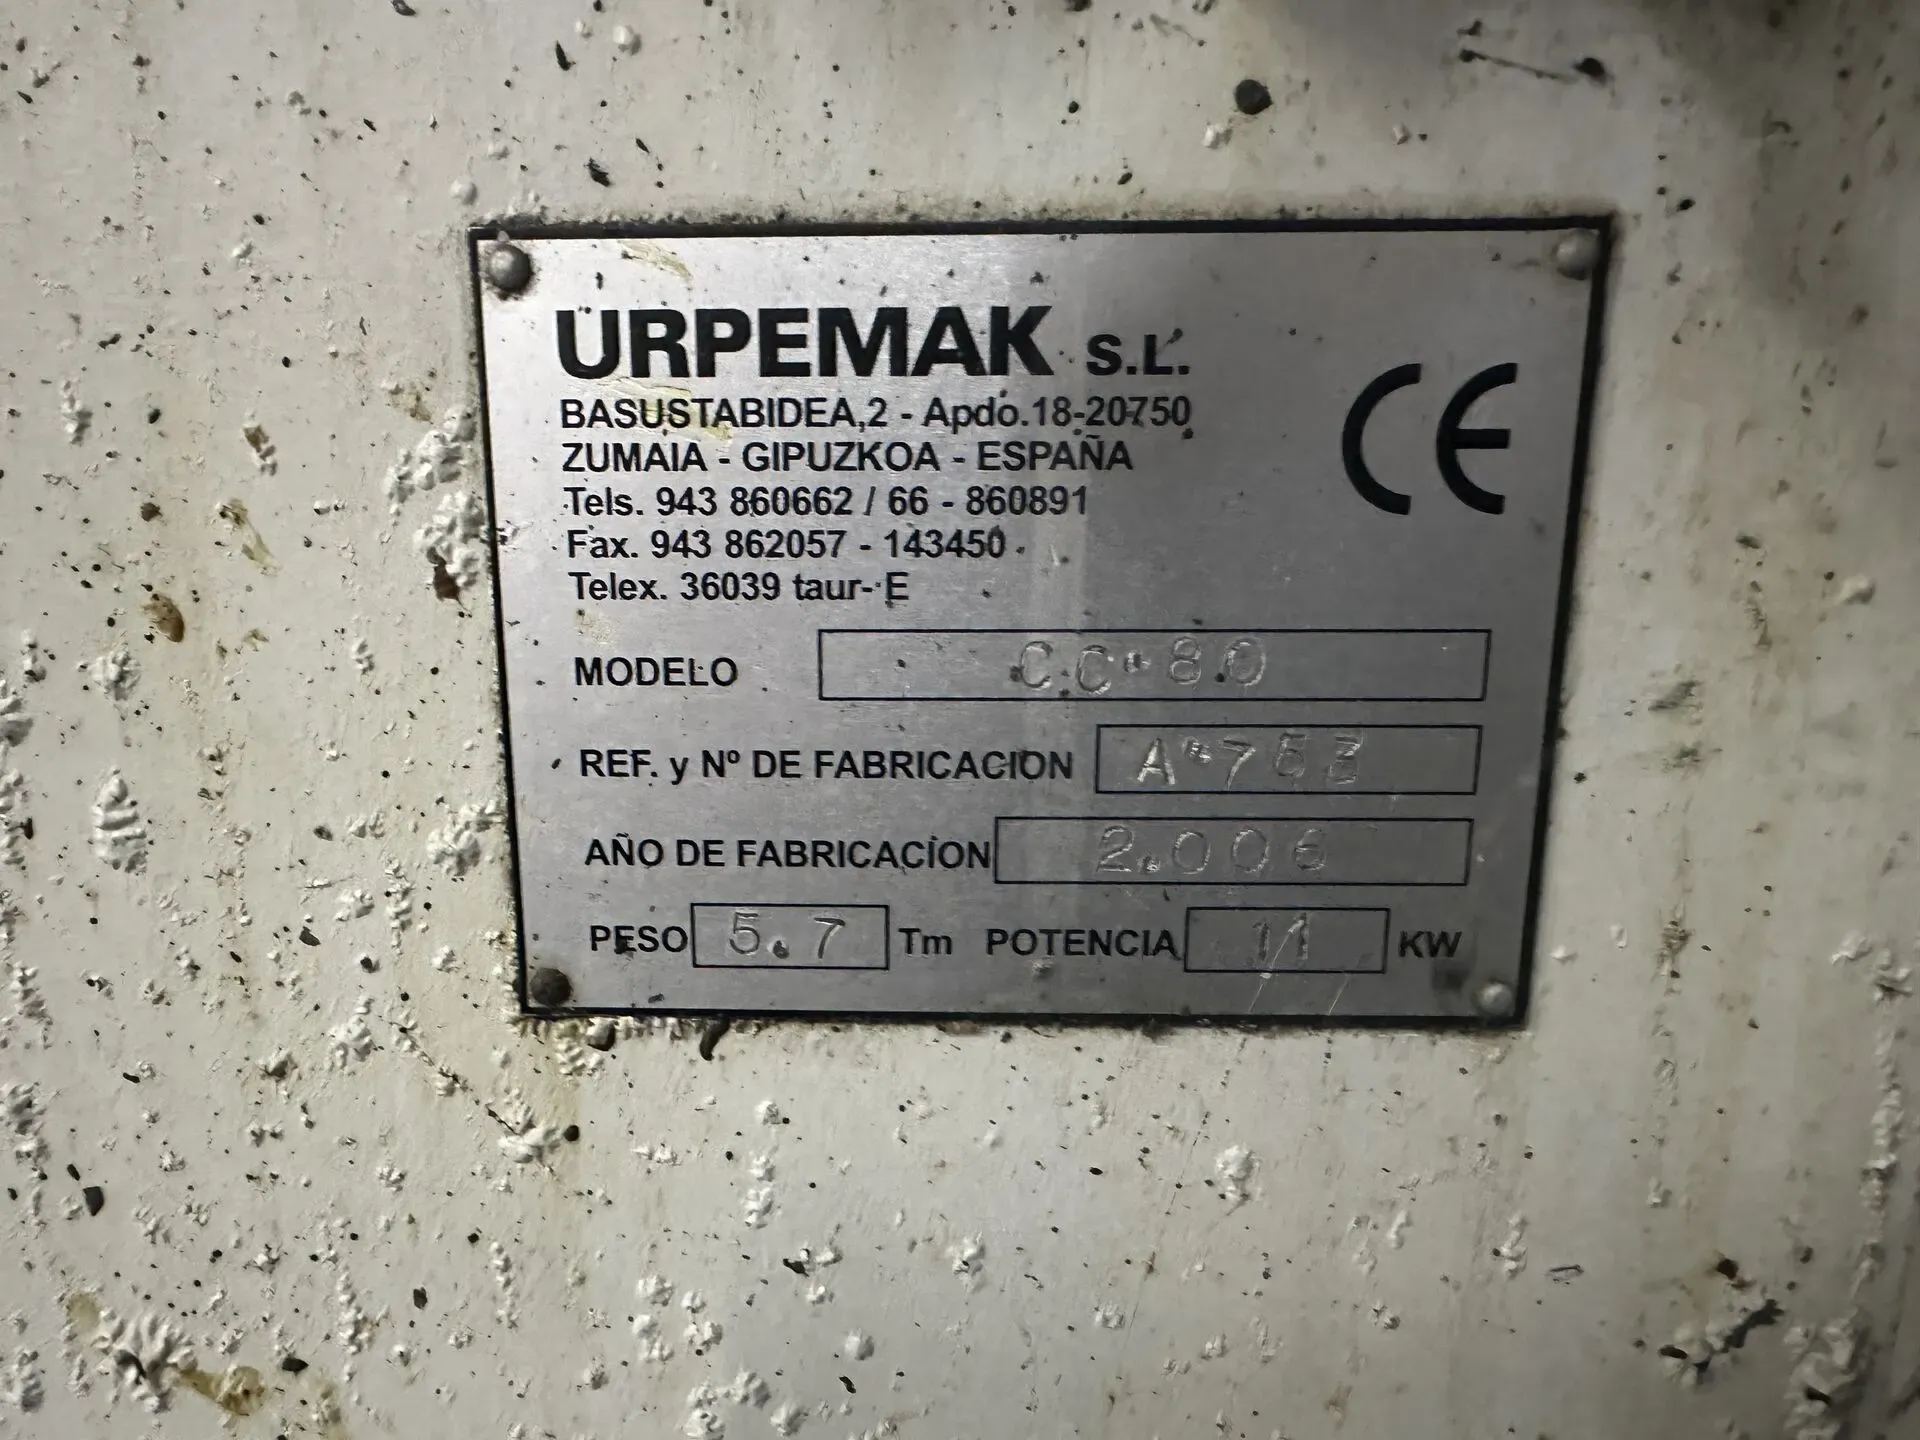 URPEMAK S.L.
BASUSTABIDEA,2 - Apdo.18-20750
ZUMAIA - GIPUZKOA - ESPAÑA
Tels. 943 860662 / 66 - 860891
Fax. 943 862057 - 143450
Telex. 36039 taur- E
CE
MODELO CC-80
REF. y Nº DE FABRICACION A-753
AÑO DE FABRICACION 2.006
PESO 5.7 Tm POTENCIA 11 KW